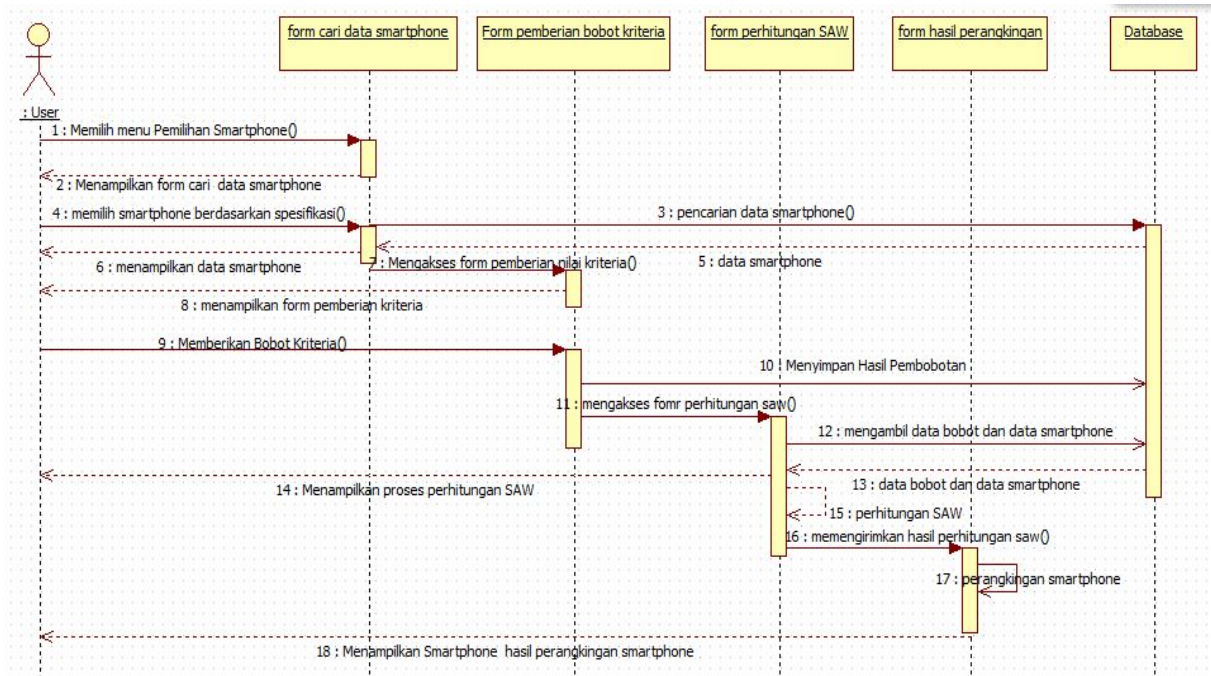 form cari data smartphone
Form pemberian bobot kriteria
form perhitungan SAW
form hasil perangkingan
Database
: User
1 : Memilih menu Pemilihan Smartphone()
2 : Menampilkan form cari data smartphone
4 : memilih smartphone berdasarkan spesifikasi()
3 : pencarian data smartphone()
6 : menampilkan data smartphone
7 : Mengakses form pemberian nilai kriteria()
5 : data smartphone
8 : menampilkan form pemberian kriteria
9 : Memberikan Bobot Kriteria()
10 : Menyimpan Hasil Pembobotan
11 : mengakses fomr perhitungan saw()
12 : mengambil data bobot dan data smartphone
14 : Menampilkan proses perhitungan SAW
13 : data bobot dan data smartphone
15 : perhitungan SAW
16 : memengirimkan hasil perhitungan saw()
17 : perangkingan smartphone
18 : Menampilkan Smartphone hasil perangkingan smartphone